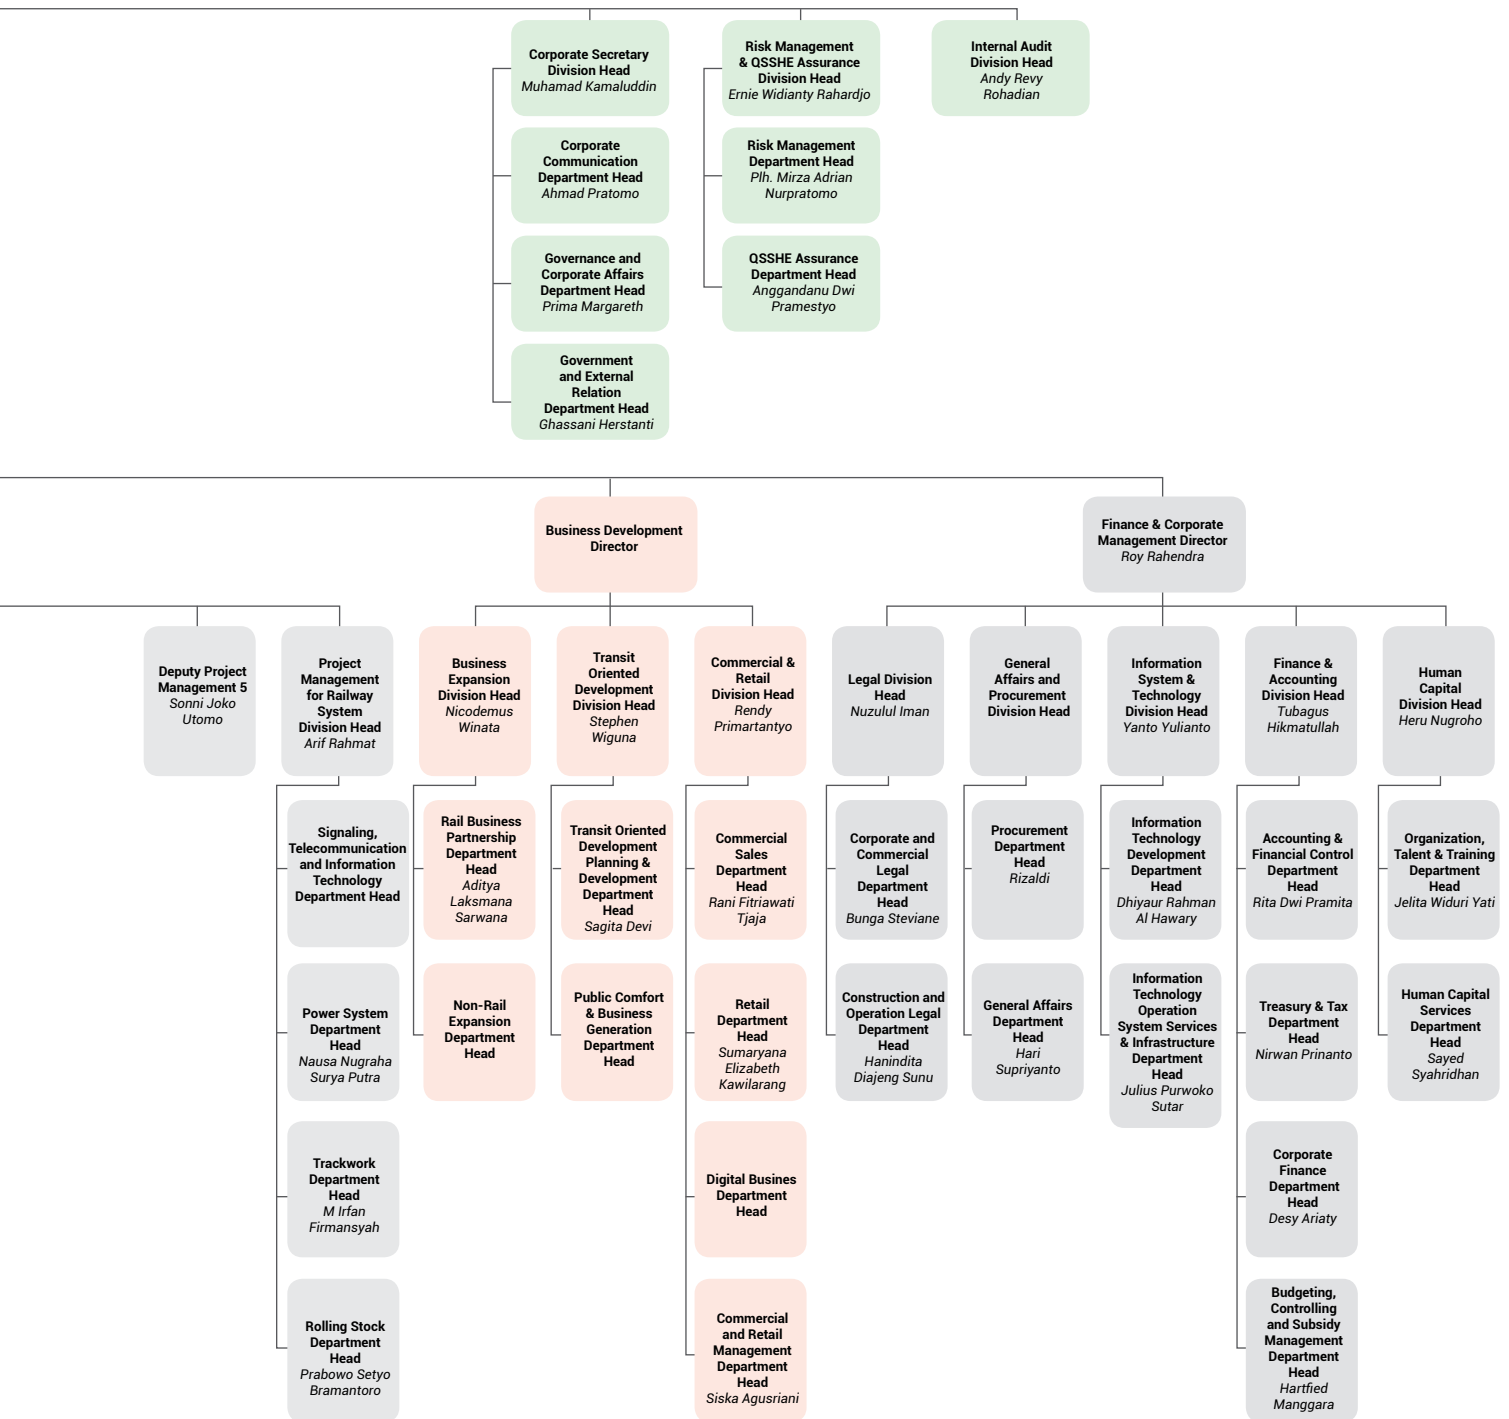 Corporate Secretary
Division Head
Muhamad Kamaluddin
Risk Management
& QSSHE Assurance
Division Head
Ernie Widianty Rahardjo
Internal Audit
Division Head
Andy Revy
Rohadian
Corporate
Communication
Department Head
Ahmad Pratomo
Risk Management
Department Head
Plh. Mirza Adrian
Nurpratomo
Governance and
Corporate Affairs
Department Head
Prima Margareth
QSSHE Assurance
Department Head
Anggandanu Dwi
Pramestyo
Government
and External
Relation
Department Head
Ghassani Herstanti
Business Development
Director
Finance & Corporate
Management Director
Roy Rahendra
Deputy Project
Management 5
Sonni Joko
Utomo
Project
Management
for Railway
System
Division Head
Arif Rahmat
Business
Expansion
Division Head
Nicodemus
Winata
Transit
Oriented
Development
Division Head
Stephen
Wiguna
Commercial &
Retail
Division Head
Rendy
Primartantyo
Legal Division
Head
Nuzulul Iman
General
Affairs and
Procurement
Division Head
Information
System &
Technology
Division Head
Yanto Yulianto
Finance &
Accounting
Division Head
Tubagus
Hikmatullah
Human
Capital
Division Head
Heru Nugroho
Signaling,
Telecommunication
and Information
Technology
Department Head
Rail Business
Partnership
Department
Head
Aditya
Laksmana
Sarwana
Transit Oriented
Development
Planning &
Development
Department
Head
Sagita Devi
Commercial
Sales
Department
Head
Rani Fitriawati
Tjaja
Corporate and
Commercial
Legal
Department
Head
Bunga Steviane
Procurement
Department
Head
Rizaldi
Information
Technology
Development
Department
Head
Dhiyaur Rahman
Al Hawary
Accounting &
Financial Control
Department
Head
Rita Dwi Pramita
Organization,
Talent & Training
Department
Head
Jelita Widuri Yati
Power System
Department
Head
Nausa Nugraha
Surya Putra
Non-Rail
Expansion
Department
Head
Public Comfort
& Business
Generation
Department
Head
Retail
Department
Head
Sumaryana
Elizabeth
Kawilarang
Construction and
Operation Legal
Department
Head
Hanindita
Diajeng Sunu
General Affairs
Department
Head
Hari
Supriyanto
Information
Technology
Operation
System Services
& Infrastructure
Department
Head
Julius Purwoko
Sutar
Treasury & Tax
Department
Head
Nirwan Prinanto
Human Capital
Services
Department
Head
Sayed
Syahridhan
Trackwork
Department
Head
M Irfan
Firmansyah
Digital Busines
Department
Head
Corporate
Finance
Department
Head
Desy Ariaty
Rolling Stock
Department
Head
Prabowo Setyo
Bramantoro
Commercial
and Retail
Management
Department
Head
Siska Agusriani
Budgeting,
Controlling
and Subsidy
Management
Department
Head
Hartfied
Manggara